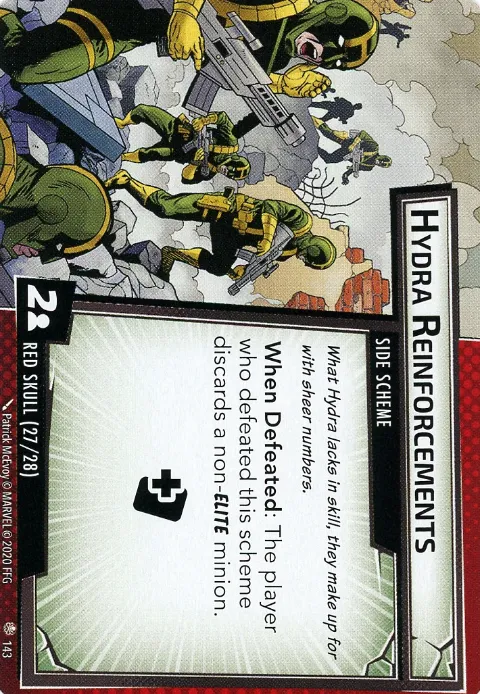 HYDRA REINFORCEMENTS
SIDE SCHEME
What Hydra lacks in skill, they make up for
with sheer numbers.
When Defeated: The player
who defeated this scheme
discards a non-ELITE minion.
2
RED SKULL (27/28)
Patrick McEvoy © MARVEL © 2020 FFG
143